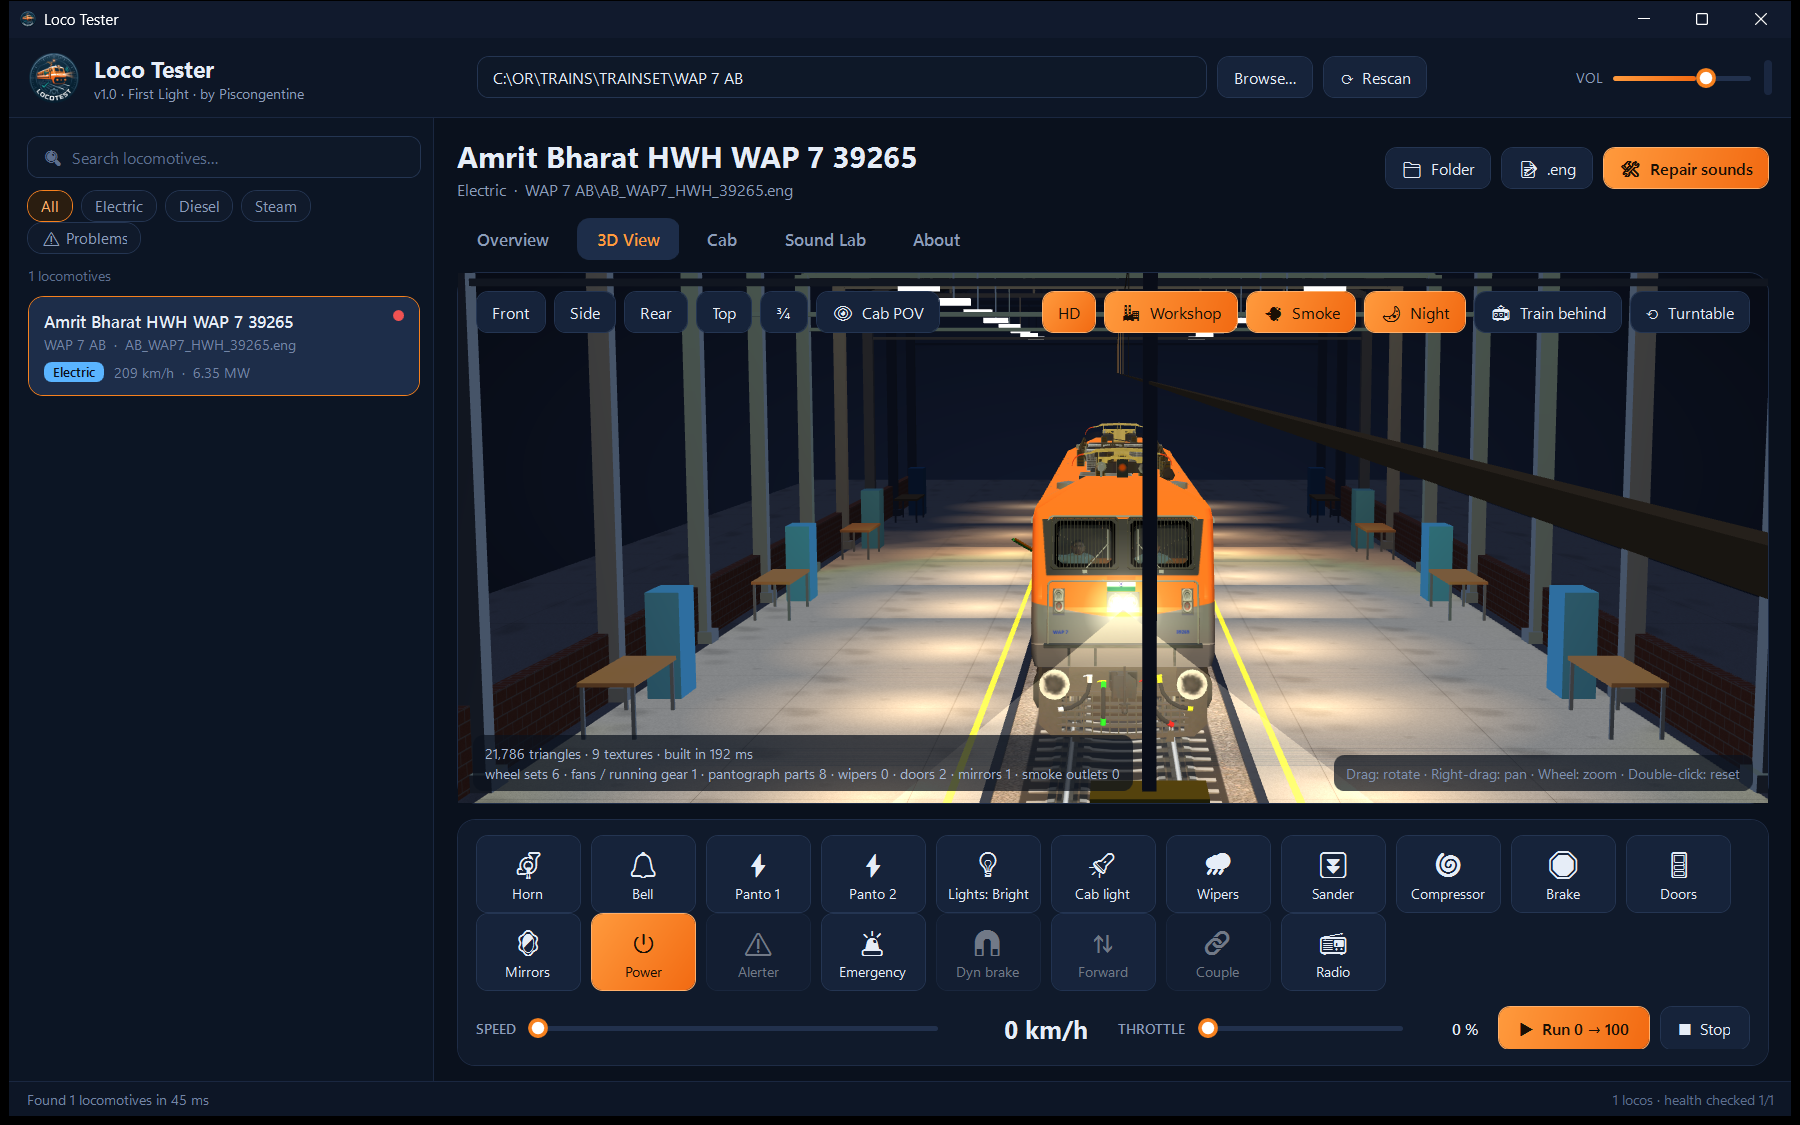 Loco Tester
Loco Tester
v1.0 · First Light · by Piscongentine
C:\OR\TRAINS\TRAINSET\WAP 7 AB
Browse...
Rescan
VOL
Search locomotives...
All
Electric
Diesel
Steam
Problems
1 locomotives
Amrit Bharat HWH WAP 7 39265
WAP 7 AB · AB_WAP7_HWH_39265.eng
Electric 209 km/h · 6.35 MW
Amrit Bharat HWH WAP 7 39265
Electric · WAP 7 AB\AB_WAP7_HWH_39265.eng
Folder
.eng
Repair sounds
Overview
3D View
Cab
Sound Lab
About
Front
Side
Rear
Top
¾
Cab POV
HD
Workshop
Smoke
Night
Train behind
Turntable
WAP 7
21,786 triangles · 9 textures · built in 192 ms
wheel sets 6 · fans / running gear 1 · pantograph parts 8 · wipers 0 · doors 2 · mirrors 1 · smoke outlets 0
Drag: rotate · Right-drag: pan · Wheel: zoom · Double-click: reset
Horn
Bell
Panto 1
Panto 2
Lights: Bright
Cab light
Wipers
Sander
Compressor
Brake
Doors
Mirrors
Power
Alerter
Emergency
Dyn brake
Forward
Couple
Radio
SPEED
0 km/h
THROTTLE
0 %
Run 0 → 100
Stop
Found 1 locomotives in 45 ms
1 locos · health checked 1/1